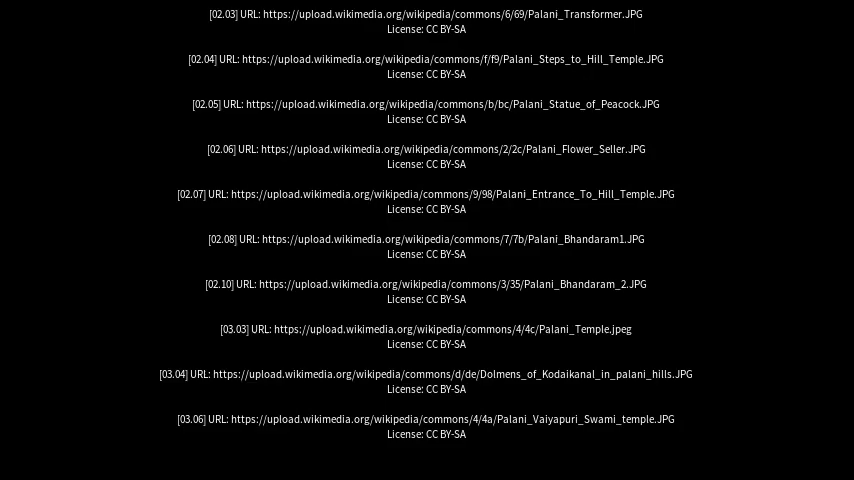 [02.03] URL: https://upload.wikimedia.org/wikipedia/commons/6/69/Palani_Transformer.JPG
License: CC BY-SA
[02.04] URL: https://upload.wikimedia.org/wikipedia/commons/f/f9/Palani_Steps_to_Hill_Temple.JPG
License: CC BY-SA
[02.05] URL: https://upload.wikimedia.org/wikipedia/commons/b/bc/Palani_Statue_of_Peacock.JPG
License: CC BY-SA
[02.06] URL: https://upload.wikimedia.org/wikipedia/commons/2/2c/Palani_Flower_Seller.JPG
License: CC BY-SA
[02.07] URL: https://upload.wikimedia.org/wikipedia/commons/9/98/Palani_Entrance_To_Hill_Temple.JPG
License: CC BY-SA
[02.08] URL: https://upload.wikimedia.org/wikipedia/commons/7/7b/Palani_Bhandaram1.JPG
License: CC BY-SA
[02.10] URL: https://upload.wikimedia.org/wikipedia/commons/3/35/Palani_Bhandaram_2.JPG
License: CC BY-SA
[03.03] URL: https://upload.wikimedia.org/wikipedia/commons/4/4c/Palani_Temple.jpeg
License: CC BY-SA
[03.04] URL: https://upload.wikimedia.org/wikipedia/commons/d/de/Dolmens_of_Kodaikanal_in_palani_hills.JPG
License: CC BY-SA
[03.06] URL: https://upload.wikimedia.org/wikipedia/commons/4/4a/Palani_Vaiyapuri_Swami_temple.JPG
License: CC BY-SA